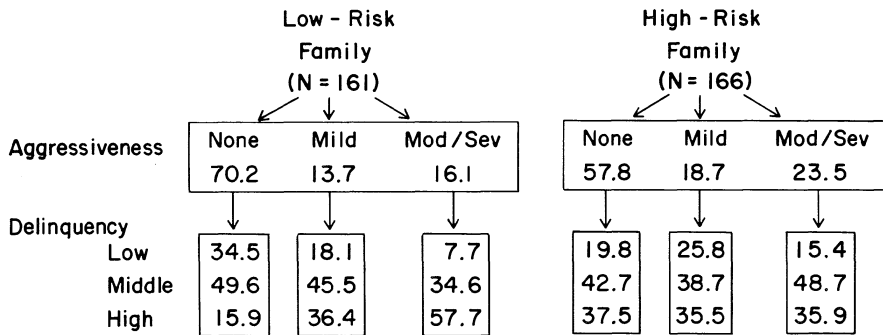 Low - Risk High - Risk
Family Family
(N = 161) (N = 166)
Aggressiveness None Mild Mod/Sev None Mild Mod/Sev
70.2 13.7 16.1 57.8 18.7 23.5
Delinquency
Low 34.5 18.1 7.7 19.8 25.8 15.4
Middle 49.6 45.5 34.6 42.7 38.7 48.7
High 15.9 36.4 57.7 37.5 35.5 35.9